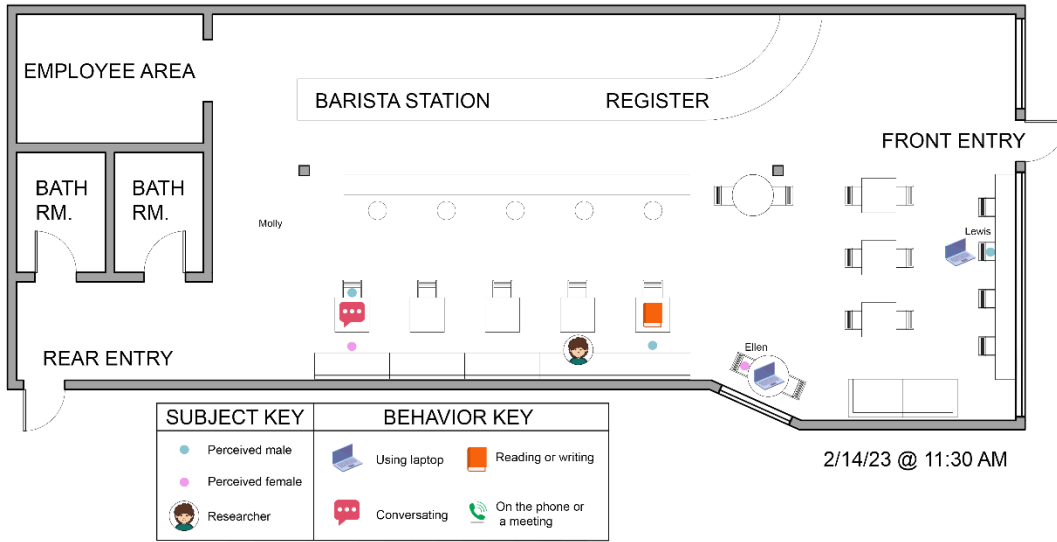 EMPLOYEE AREA
BARISTA STATION
REGISTER
FRONT ENTRY
BATH
RM.
BATH
RM.
Molly
Lewis
Ellen
REAR ENTRY
SUBJECT KEY
Perceived male
Perceived female
Researcher
BEHAVIOR KEY
Using laptop
Reading or writing
Conversating
On the phone or
a meeting
2/14/23 @ 11:30 AM